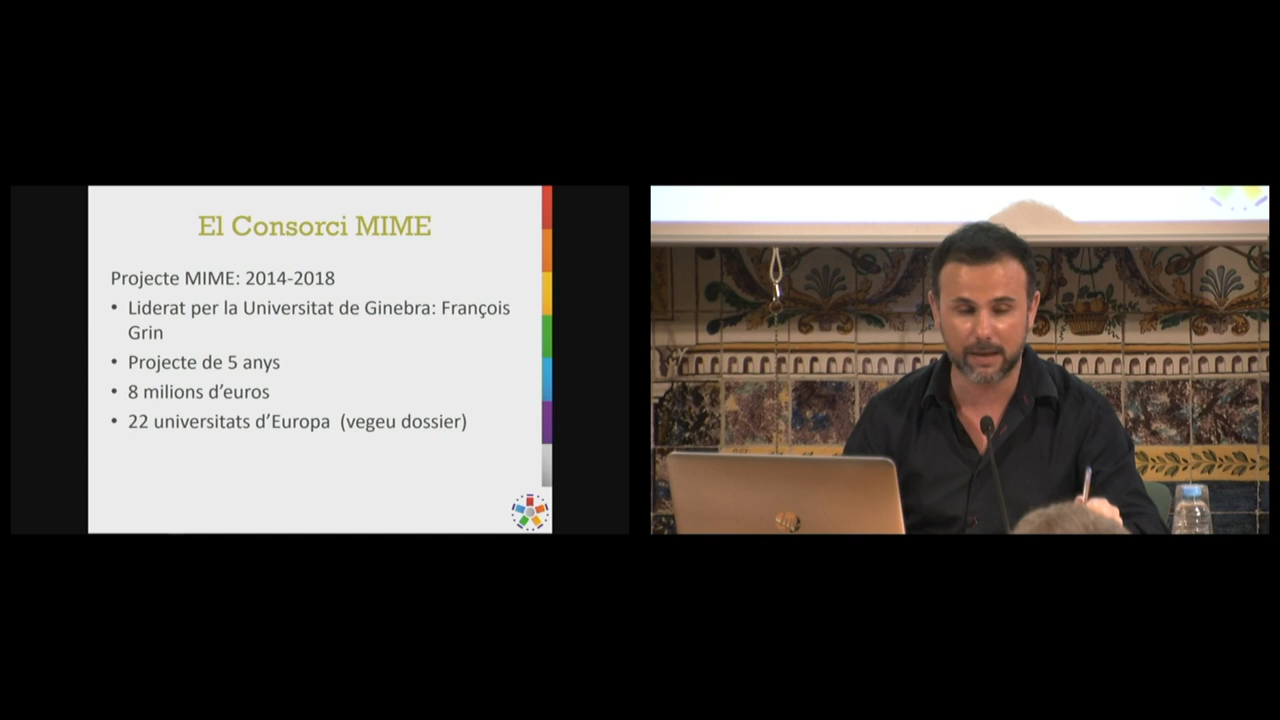 El Consorci MIME
Projecte MIME: 2014-2018
• Liderat per la Universitat de Ginebra: François
Grin
• Projecte de 5 anys
• 8 milions d’euros
• 22 universitats d’Europa  (vegeu dossier)